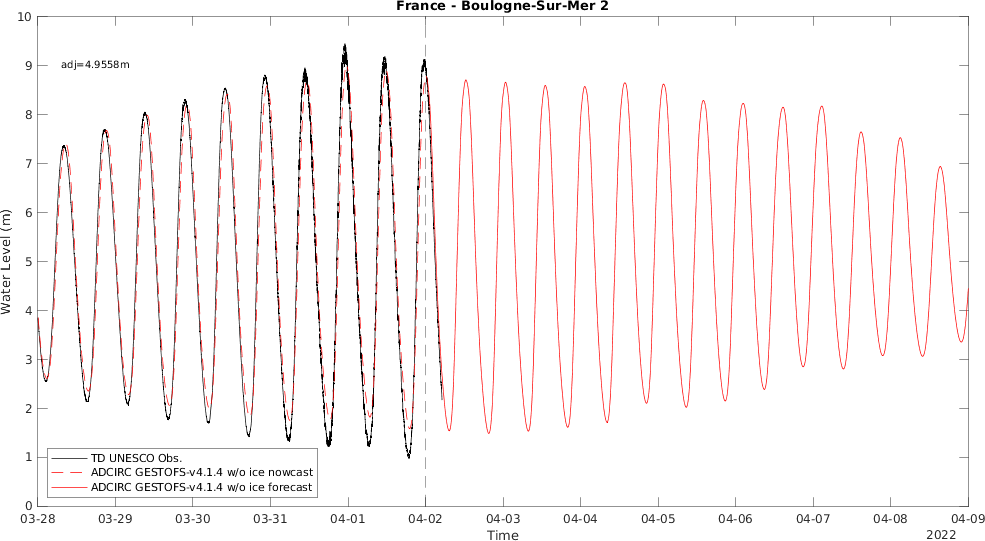 France - Boulogne-Sur-Mer 2
10
9
8
7
6
5
4
3
2
1
0
Water Level (m)
adj=4.9558m
TD UNESCO Obs.
ADCIRC GESTOFS-v4.1.4 w/o ice nowcast
ADCIRC GESTOFS-v4.1.4 w/o ice forecast
03-28 03-29 03-30 03-31 04-01 04-02 04-03 04-04 04-05 04-06 04-07 04-08 04-09
Time
2022